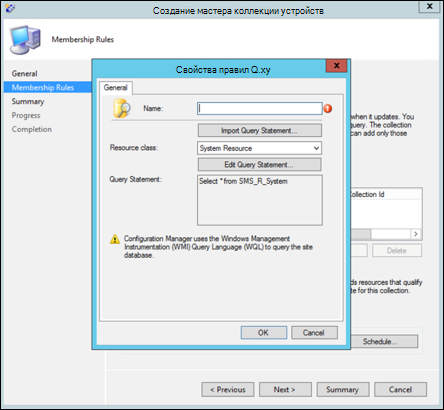 Создание мастера коллекции устройств
x
Membership Rules
General
Membership Rules
Summary
Progress
Completion
when it updates. You
query. The collection
can add only those
ollection Id
Delete
ds resources that qualify
te for this collection.
Schedule...
< Previous
Next >
Summary
Cancel
Свойства правил Q.xy
x
General
Name:
Import Query Statement...
Resource class:
System Resource
Edit Query Statement...
Query Statement:
Select * from SMS_R_System
Configuration Manager uses the Windows Management
Instrumentation (WMI) Query Language (WQL) to query the site
database.
OK
Cancel